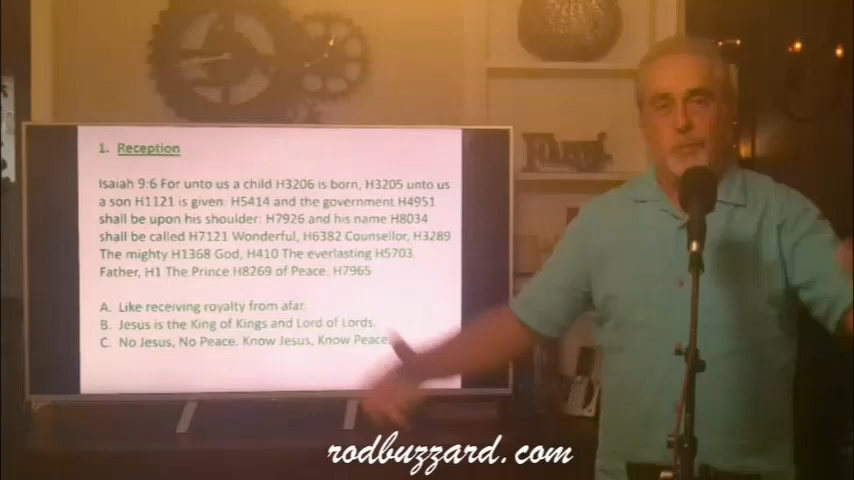 1. Reception
Isaiah 9:6 For unto us a child H3206 is born, H3205 unto us
a son H1121 is given: H5414 and the government H4951
shall be upon his shoulder: H7926 and his name H8034
shall be called H7121 Wonderful, H6382 Counsellor, H3289
The mighty H1368 God, H410 The everlasting H5703
Father, H1 The Prince H8269 of Peace. H7965
A. Like receiving royalty from afar.
B. Jesus is the King of Kings and Lord of Lords.
C. No Jesus, No Peace. Know Jesus, Know Peace.
rodbuzzard.com